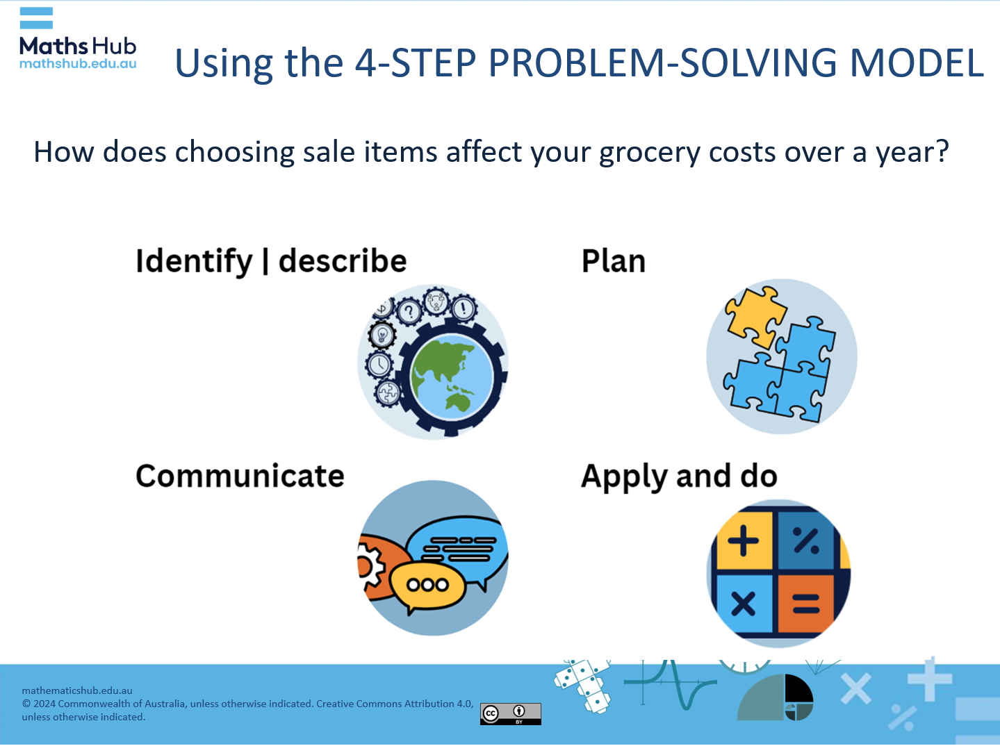 Maths Hub
mathshub.edu.au
Using the 4-STEP PROBLEM-SOLVING MODEL
How does choosing sale items affect your grocery costs over a year?
Identify | describe
Plan
$
?
!
Communicate
Apply and do
+
%
×
=
mathematicshub.edu.au
© 2024 Commonwealth of Australia, unless otherwise indicated. Creative Commons Attribution 4.0,
unless otherwise indicated.
cc
BY